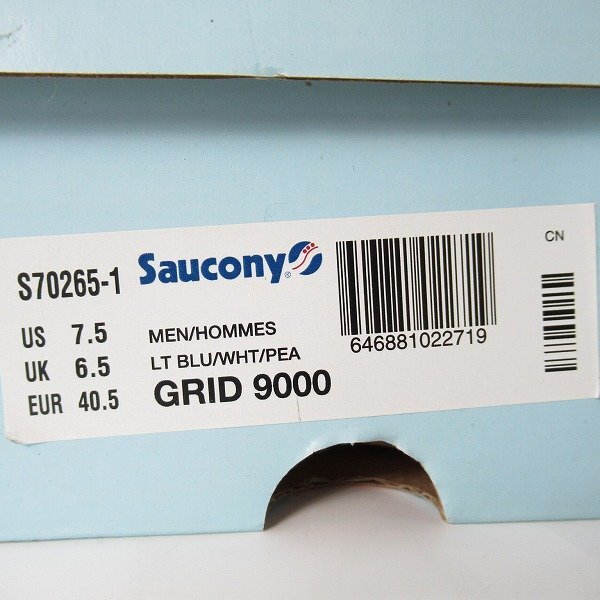 S70265-1
Saucony
®
US 7.5
UK 6.5
EUR 40.5
MEN/HOMMES
LT BLU/WHT/PEA
GRID 9000
646881022719
CN